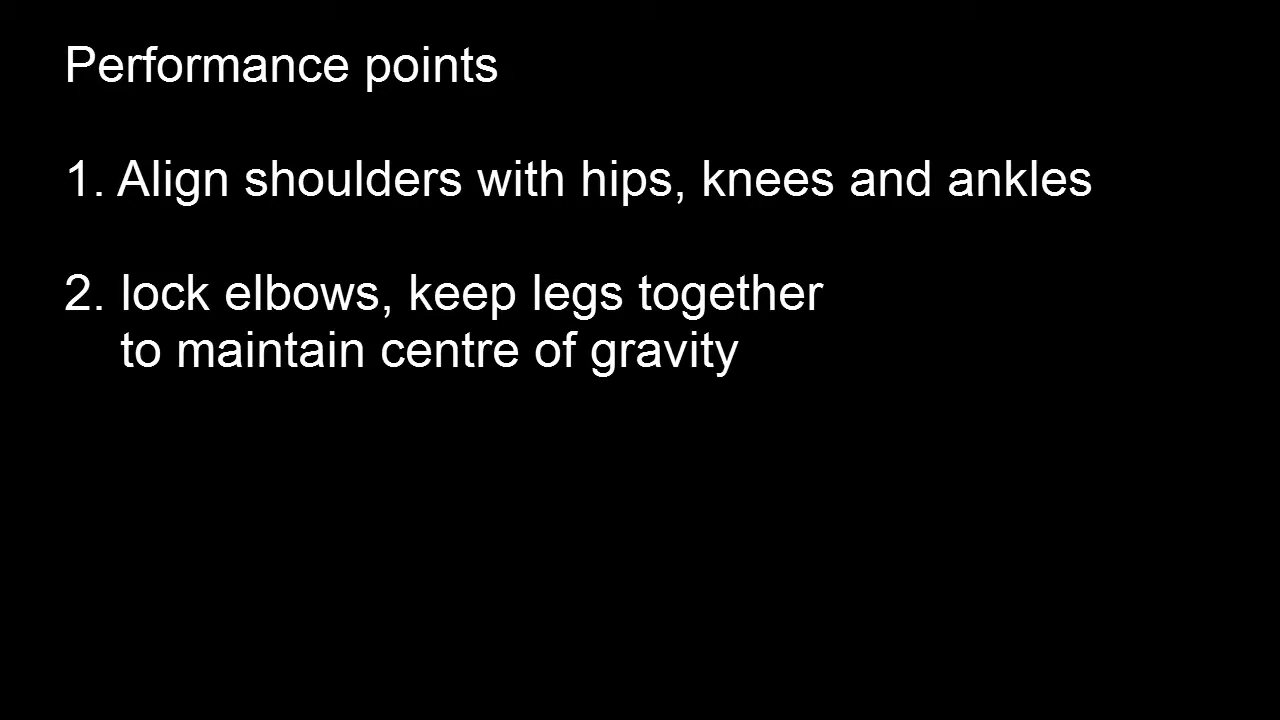 Performance points
1. Align shoulders with hips, knees and ankles
2. lock elbows, keep legs together
to maintain centre of gravity